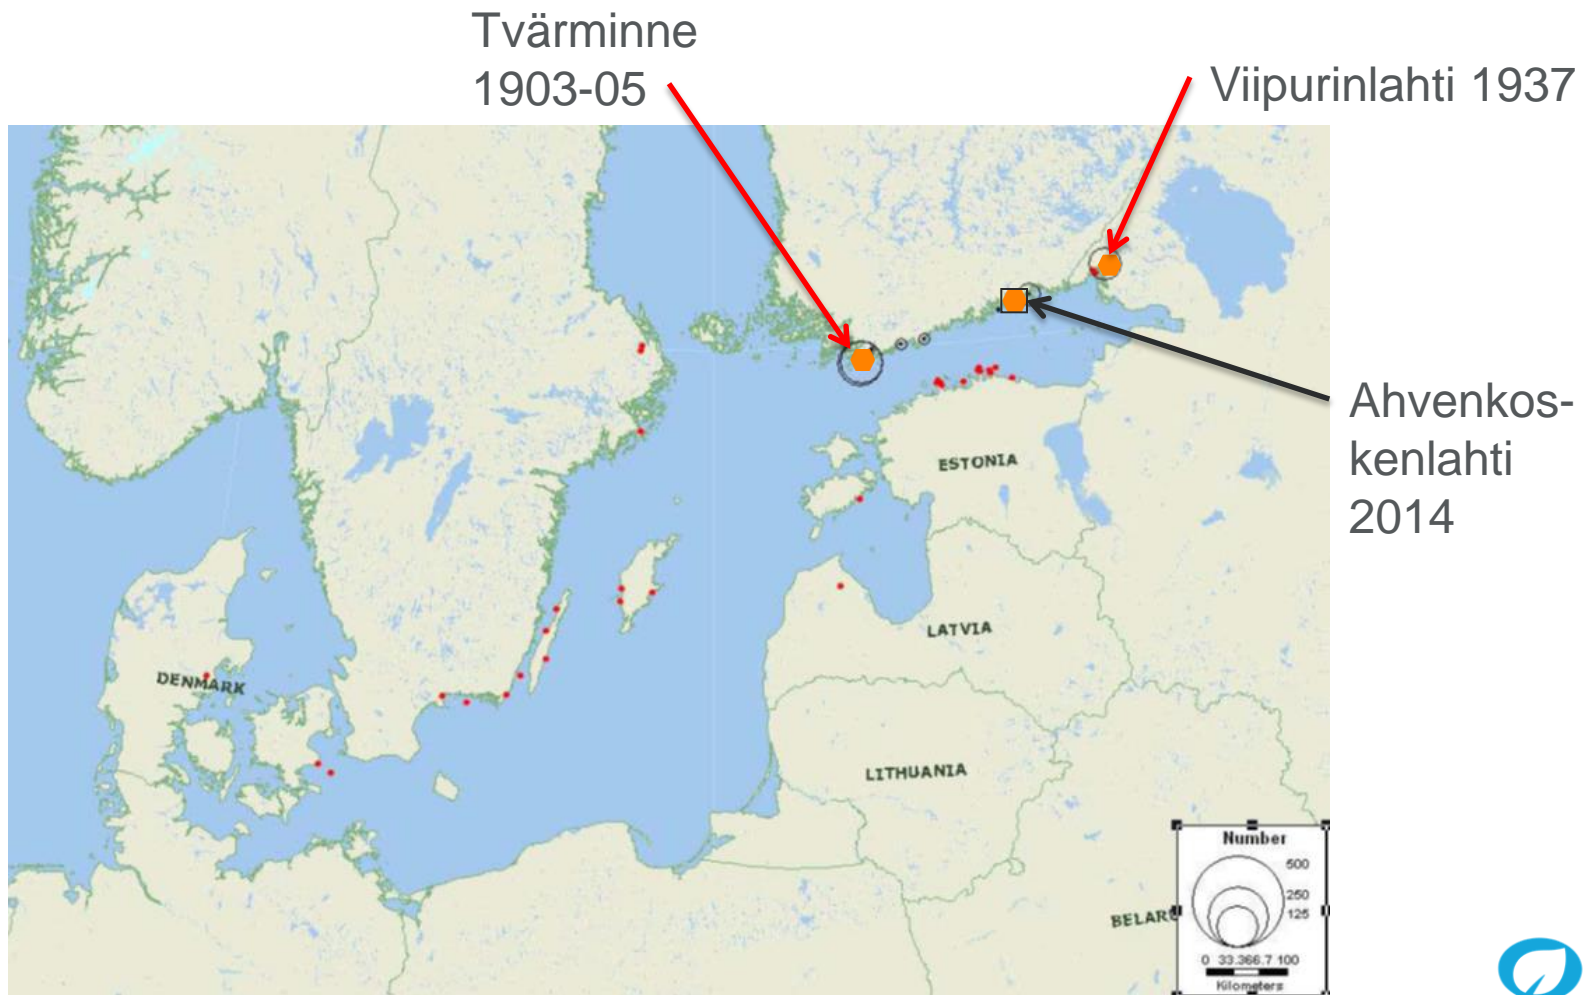 Tvärminne
1903-05
Viipurinlahti 1937
Ahvenkos-
kenlahti
2014
ESTONIA
LATVIA
DENMARK
LITHUANIA
BELAR
Number
500
250
125
0 33.366.7 100
Kilometers